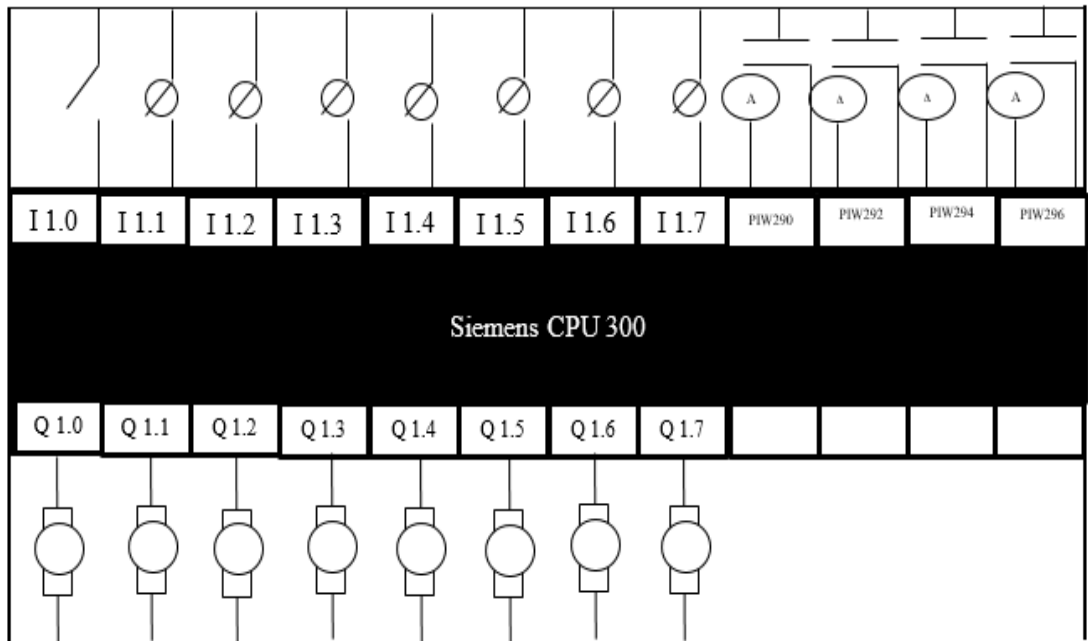 A A A A
I 1.0 I 1.1 I 1.2 I 1.3 I 1.4 I 1.5 I 1.6 I 1.7 PIW290 PIW292 PIW294 PIW296
Siemens CPU 300
Q 1.0 Q 1.1 Q 1.2 Q 1.3 Q 1.4 Q 1.5 Q 1.6 Q 1.7